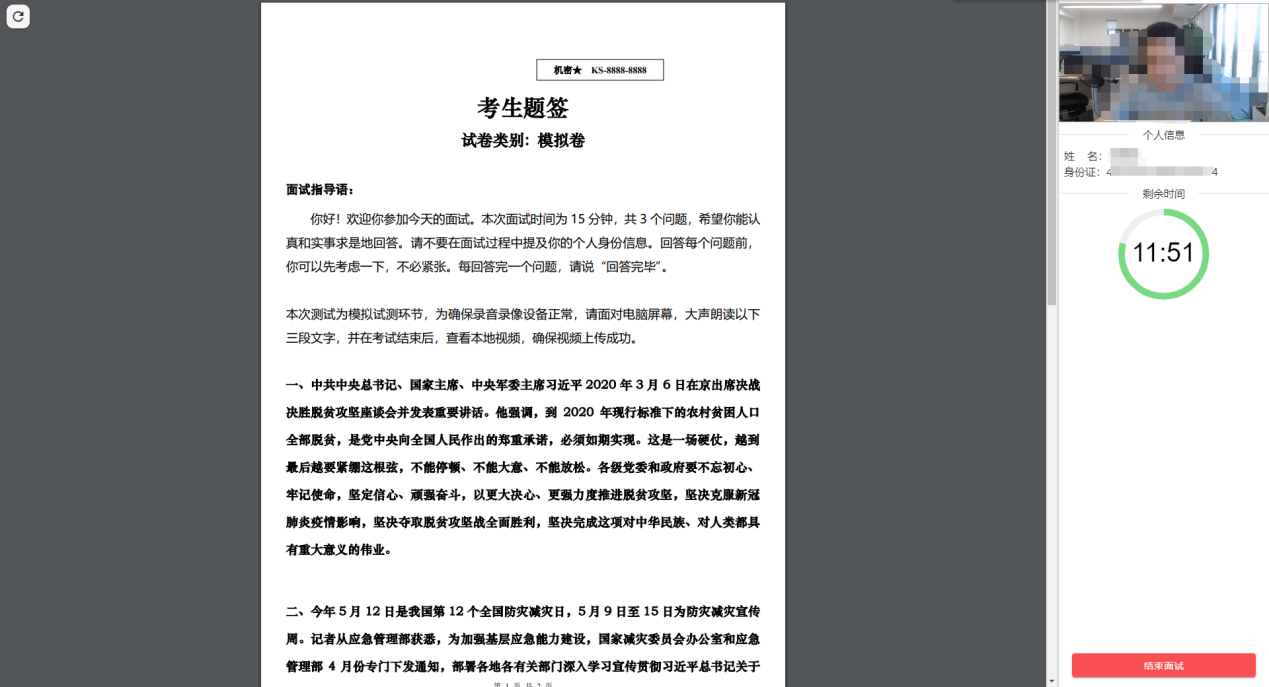 机密★ KS-8888-8888
考生题签
试卷类别：模拟卷
面试指导语：
你好！欢迎你参加今天的面试。本次面试时间为 15 分钟，共 3 个问题，希望你能认
真和实事求是地回答。请不要在面试过程中提及你的个人身份信息。回答每个问题前，
你可以先考虑一下，不必紧张。每回答完一个问题，请说“回答完毕”。
本次测试为模拟试测环节，为确保录音录像设备正常，请面对电脑屏幕，大声朗读以下
三段文字，并在考试结束后，查看本地视频，确保视频上传成功。
一、中共中央总书记、国家主席、中央军委主席习近平 2020 年 3 月 6 日在京出席决战
决胜脱贫攻坚座谈会并发表重要讲话。他强调，到 2020 年现行标准下的农村贫困人口
全部脱贫，是党中央向全国人民作出的郑重承诺，必须如期实现。这是一场硬仗，越到
最后越要紧绷这根弦，不能停顿、不能大意、不能放松。各级党委和政府要不忘初心、
牢记使命，坚定信心、顽强奋斗，以更大决心、更强力度推进脱贫攻坚，坚决克服新冠
肺炎疫情影响，坚决夺取脱贫攻坚战全面胜利，坚决完成这项对中华民族、对人类都具
有重大意义的伟业。
二、今年 5 月 12 日是我国第 12 个全国防灾减灾日，5 月 9 日至 15 日为防灾减灾宣传
周。记者从应急管理部获悉，为加强基层应急能力建设，国家减灾委员会办公室和应急
管理部 4 月份专门下发通知，部署各地各有关部门深入学习宣传贯彻习近平总书记关于
第 1 页 共 2 页
个人信息
姓 名：
身份证：4 4
剩余时间
11:51
结束面试